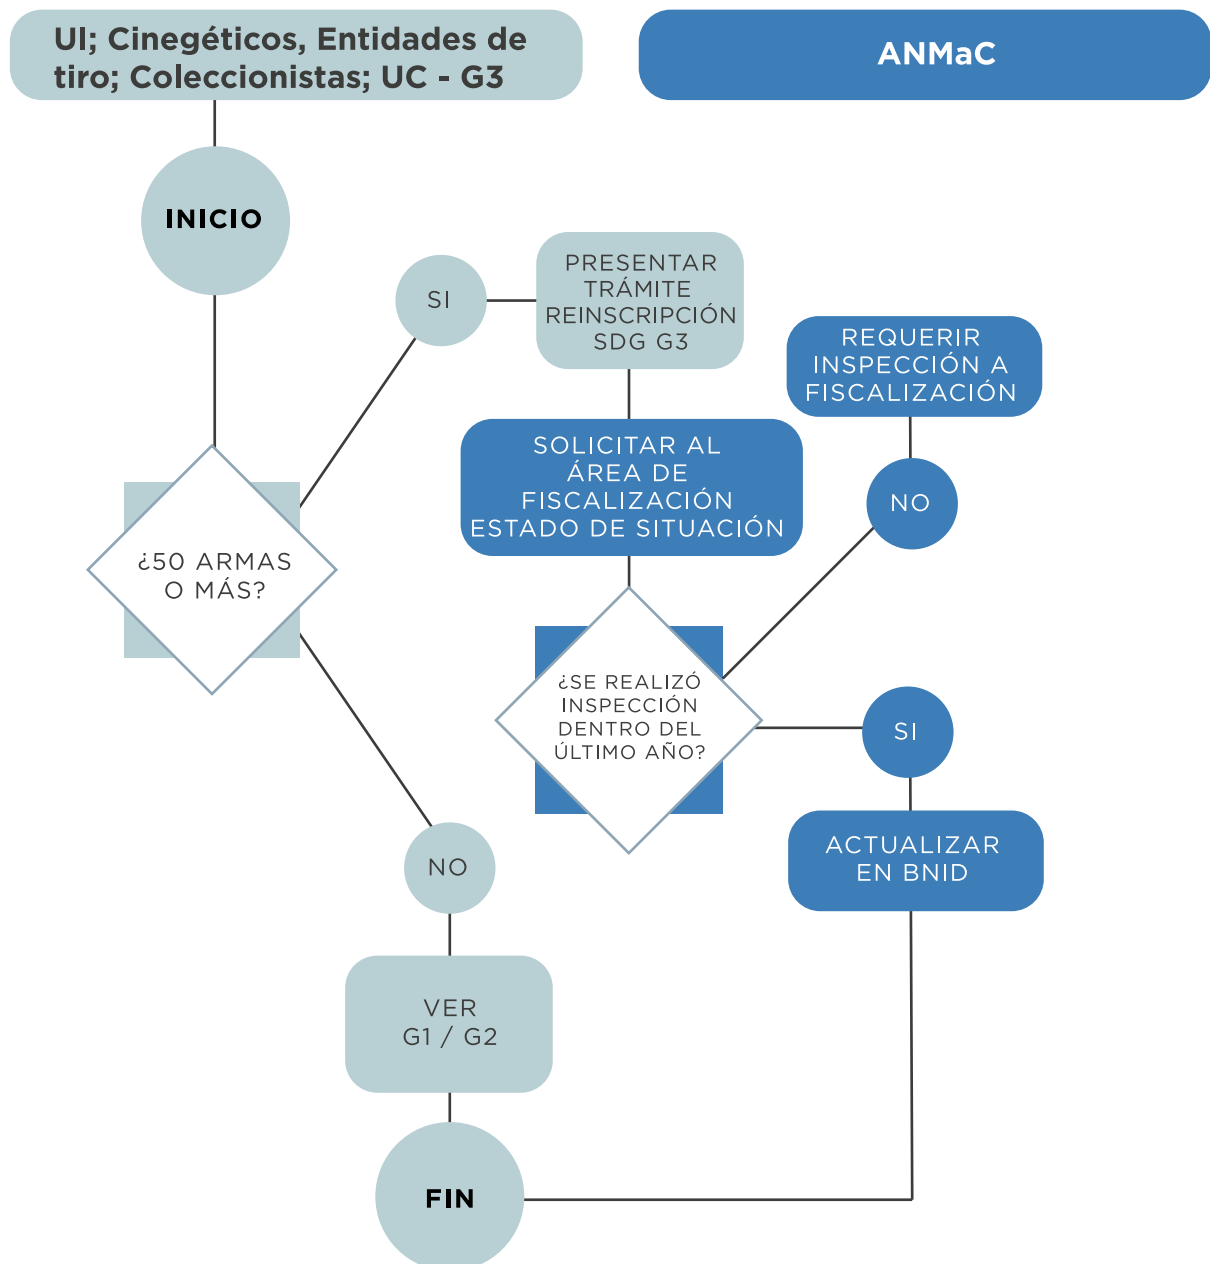 UI; Cinegéticos, Entidades de
tiro; Coleccionistas; UC - G3
ANMaC
INICIO
SI
PRESENTAR
TRÁMITE
REINSCRIPCIÓN
SDG G3
REQUERIR
INSPECCIÓN A
FISCALIZACIÓN
SOLICITAR AL
ÁREA DE
FISCALIZACIÓN
ESTADO DE SITUACIÓN
NO
¿50 ARMAS
O MÁS?
¿SE REALIZÓ
INSPECCIÓN
DENTRO DEL
ÚLTIMO AÑO?
SI
ACTUALIZAR
EN BNID
NO
VER
G1 / G2
FIN